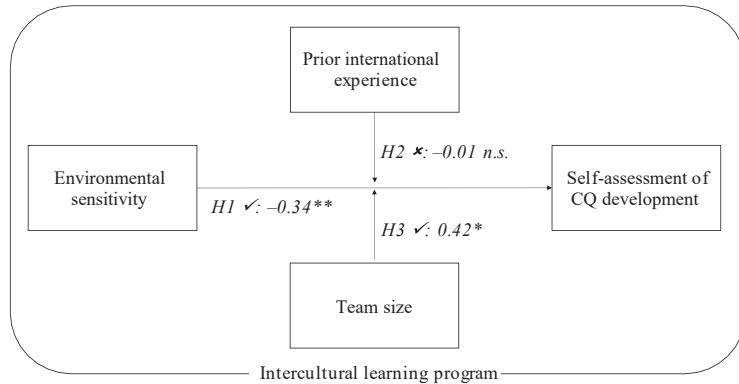 Prior international
experience
H2 ✘: –0.01 n.s.
Environmental
sensitivity
Self-assessment of
CQ development
H1 ✓: –0.34**
H3 ✓: 0.42*
Team size
Intercultural learning program